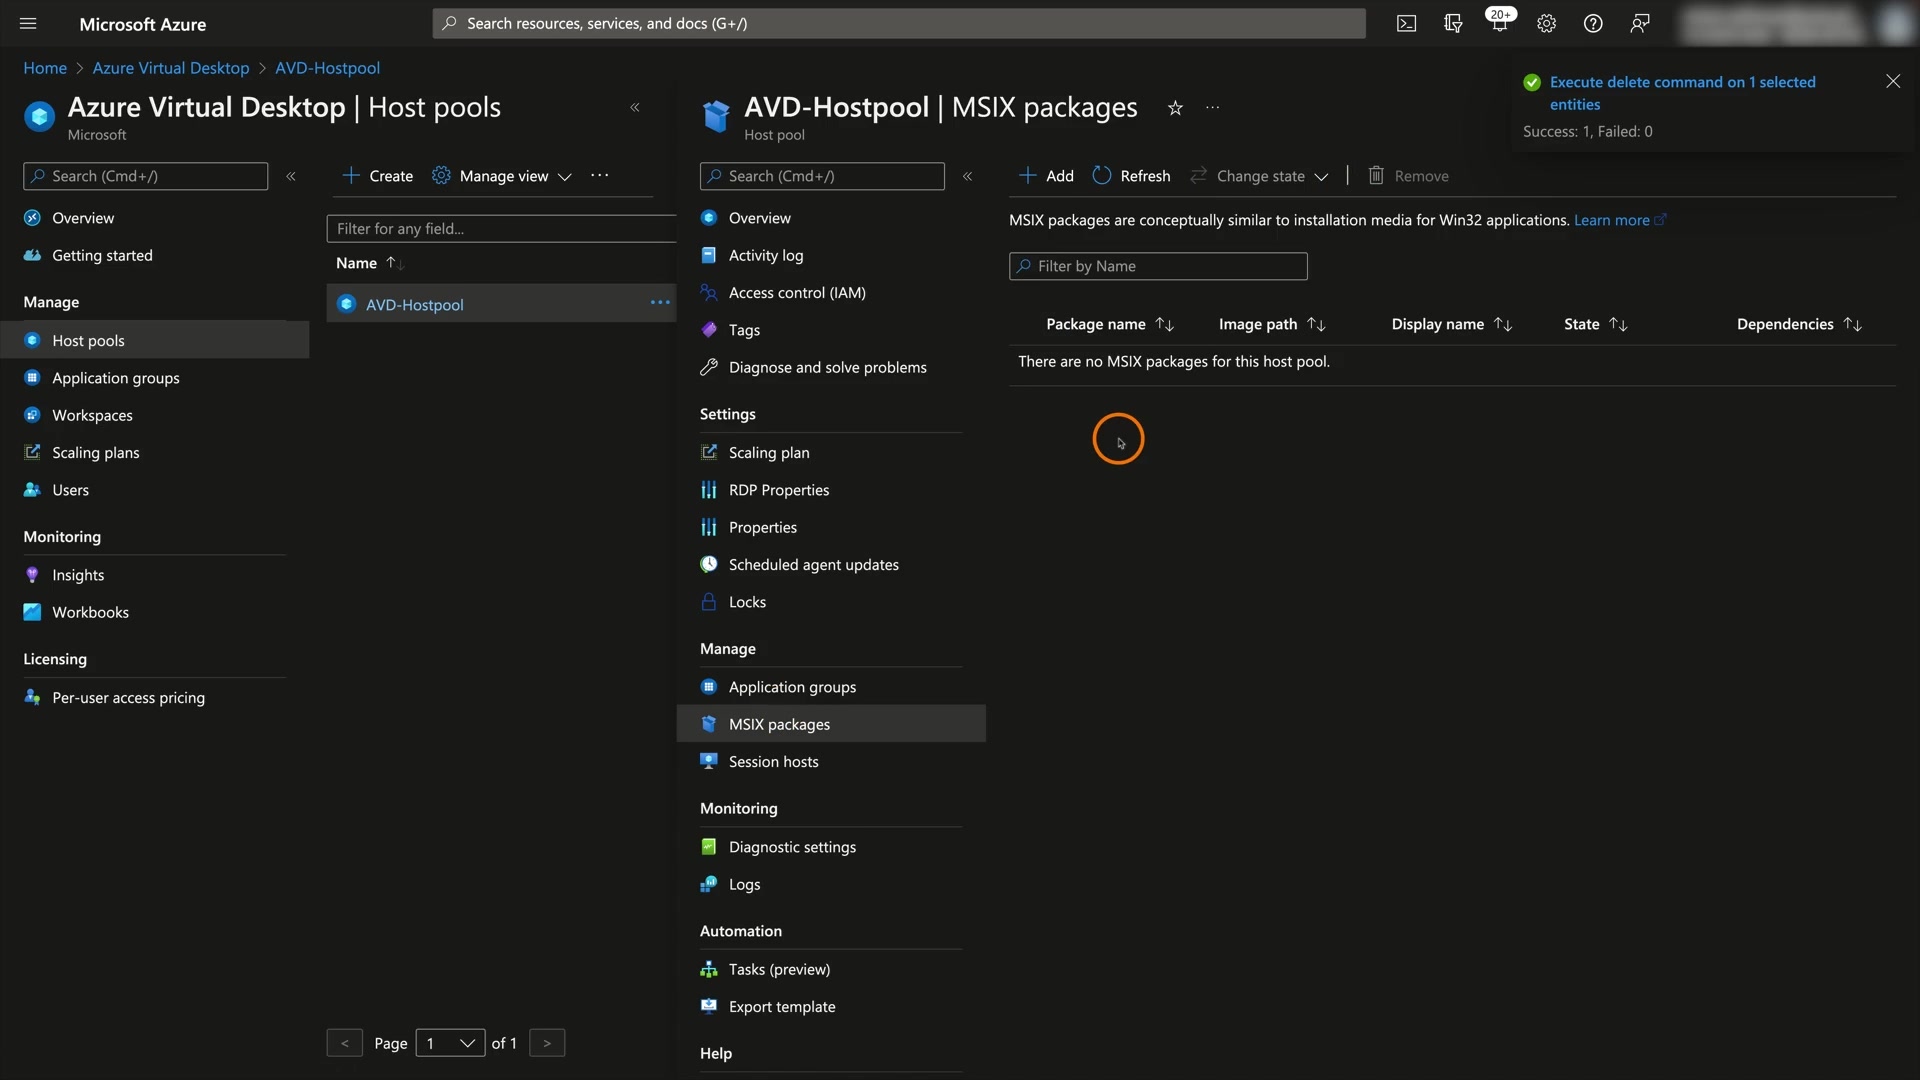 Microsoft Azure
Search resources, services, and docs (G+/)
20+
Home > Azure Virtual Desktop > AVD-Hostpool
Execute delete command on 1 selected
entities
Success: 1, Failed: 0
Azure Virtual Desktop | Host pools
Microsoft
Search (Cmd+/)
Overview
Getting started
Manage
Host pools
Application groups
Workspaces
Scaling plans
Users
Monitoring
Insights
Workbooks
Licensing
Per-user access pricing
Create
Manage view
Filter for any field...
Name
AVD-Hostpool
< Page 1 of 1 >
AVD-Hostpool | MSIX packages
Host pool
Search (Cmd+/)
Overview
Activity log
Access control (IAM)
Tags
Diagnose and solve problems
Settings
Scaling plan
RDP Properties
Properties
Scheduled agent updates
Locks
Manage
Application groups
MSIX packages
Session hosts
Monitoring
Diagnostic settings
Logs
Automation
Tasks (preview)
Export template
Help
Add Refresh Change state Remove
MSIX packages are conceptually similar to installation media for Win32 applications. Learn more
Filter by Name
Package name Image path Display name State Dependencies
There are no MSIX packages for this host pool.